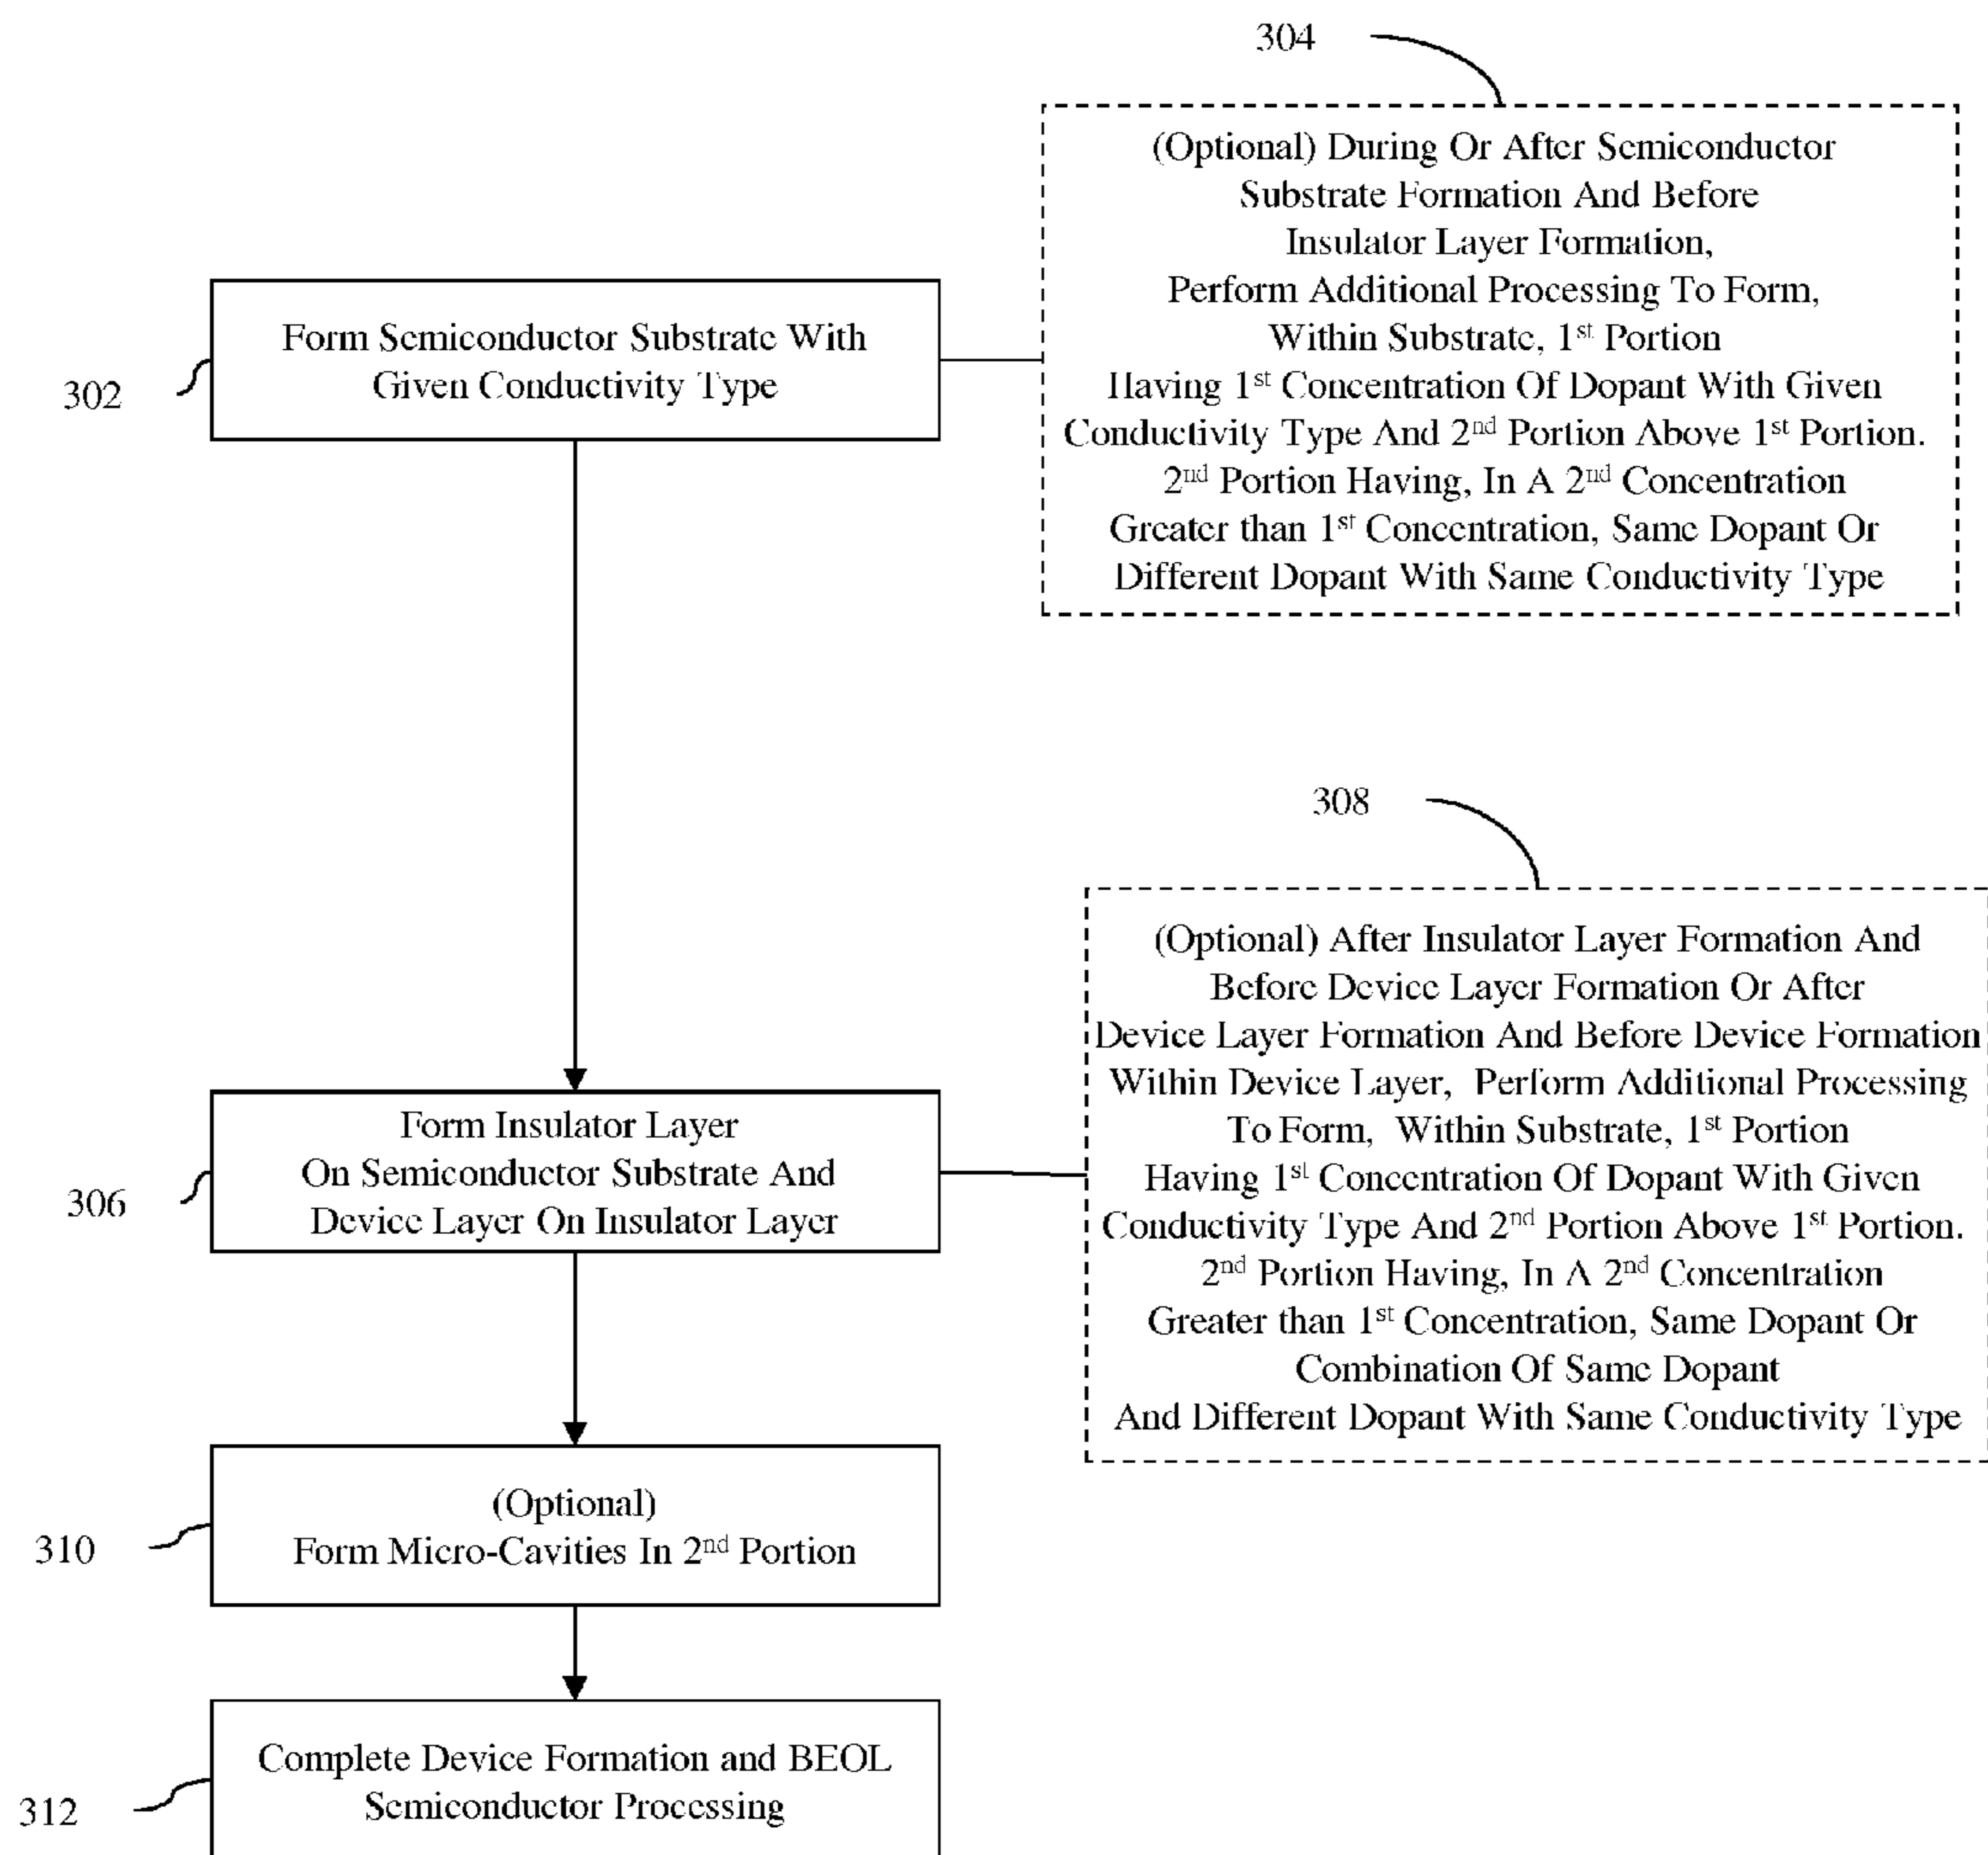 304
(Optional) During Or After Semiconductor
Substrate Formation And Before
Insulator Layer Formation,
Perform Additional Processing To Form,
Within Substrate, 1st Portion
Having 1st Concentration Of Dopant With Given
Conductivity Type And 2nd Portion Above 1st Portion.
2nd Portion Having, In A 2nd Concentration
Greater than 1st Concentration, Same Dopant Or
Different Dopant With Same Conductivity Type
302
Form Semiconductor Substrate With
Given Conductivity Type
308
(Optional) After Insulator Layer Formation And
Before Device Layer Formation Or After
Device Layer Formation And Before Device Formation
Within Device Layer, Perform Additional Processing
To Form, Within Substrate, 1st Portion
Having 1st Concentration Of Dopant With Given
Conductivity Type And 2nd Portion Above 1st Portion.
2nd Portion Having, In A 2nd Concentration
Greater than 1st Concentration, Same Dopant Or
Combination Of Same Dopant
And Different Dopant With Same Conductivity Type
306
Form Insulator Layer
On Semiconductor Substrate And
Device Layer On Insulator Layer
310
(Optional)
Form Micro-Cavities In 2nd Portion
312
Complete Device Formation and BEOL
Semiconductor Processing